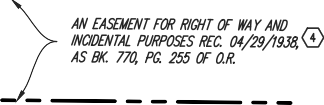 AN EASEMENT FOR RIGHT OF WAY AND
INCIDENTAL PURPOSES REC. 04/29/1938, 4
AS BK. 770, PG. 255 OF O.R.